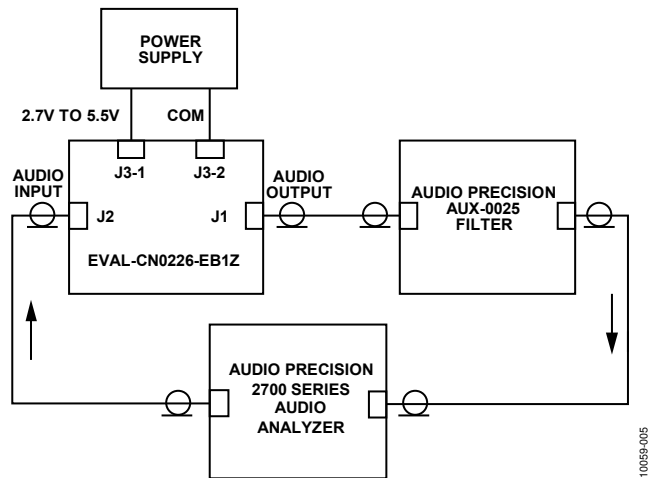 POWER
SUPPLY
2.7V TO 5.5V
COM
J3-1
J3-2
AUDIO
INPUT
J2
J1
AUDIO
OUTPUT
EVAL-CN0226-EB1Z
AUDIO PRECISION
AUX-0025
FILTER
AUDIO PRECISION
2700 SERIES
AUDIO
ANALYZER
10059-005